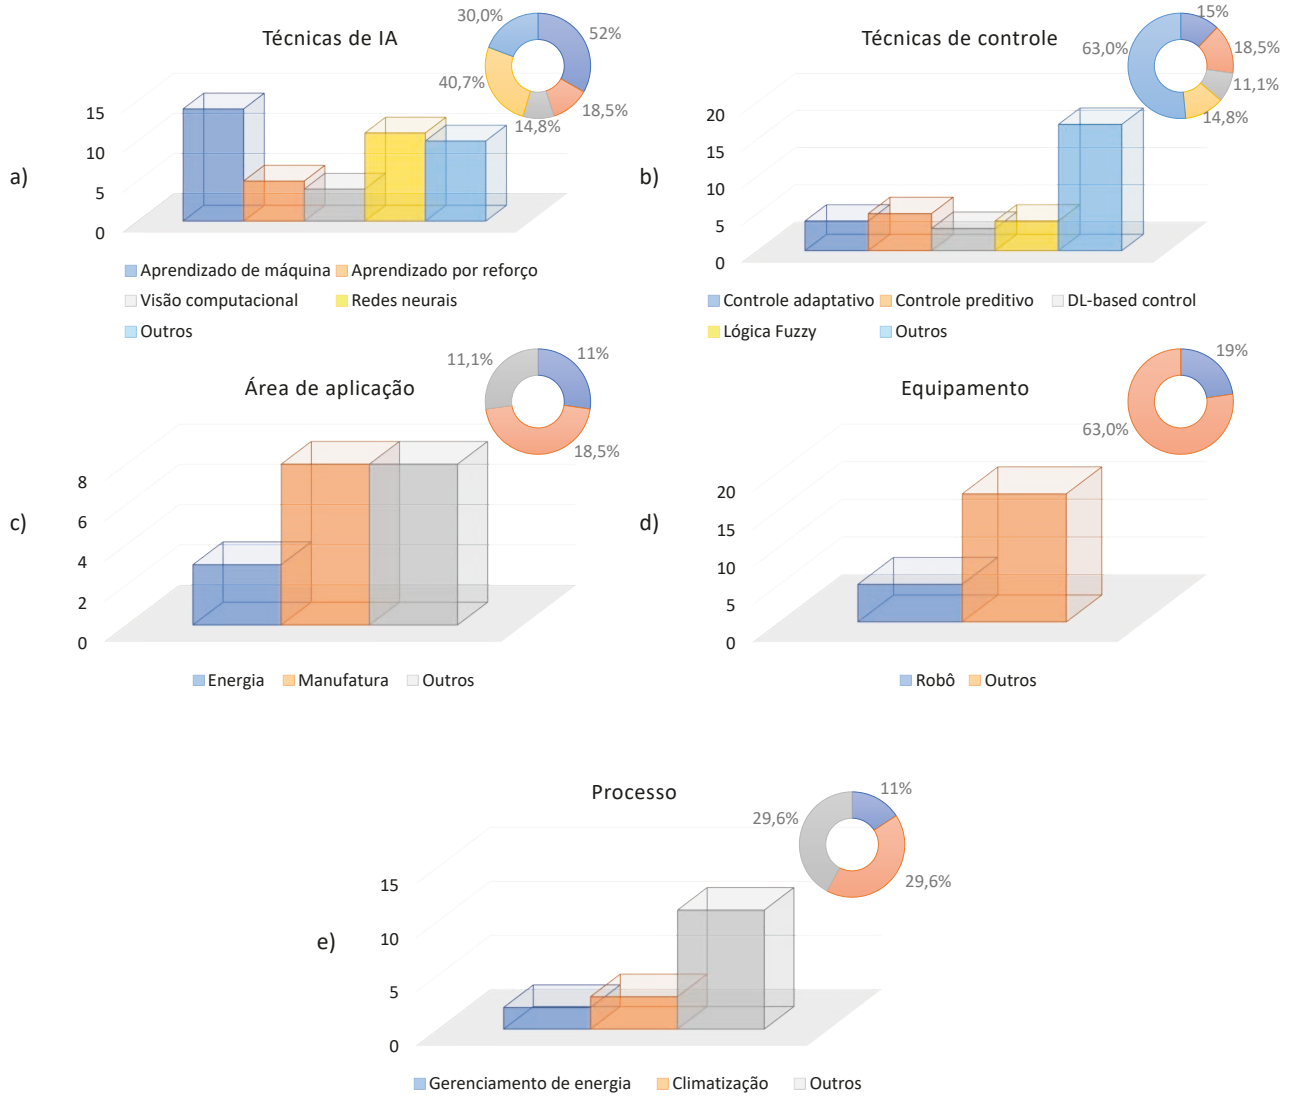 Técnicas de IA
30,0%
52%
40,7%
18,5%
14,8%
15
10
5
0
a)
Aprendizado de máquina Aprendizado por reforço
Visão computacional Redes neurais
Outros
Técnicas de controle
15%
63,0%
18,5%
11,1%
14,8%
20
15
10
5
0
b)
Controle adaptativo Controle preditivo DL-based control
Lógica Fuzzy Outros
Área de aplicação
11,1%
11%
18,5%
8
6
4
2
0
c)
Energia Manufatura Outros
Equipamento
19%
63,0%
20
15
10
5
0
d)
Robô Outros
Processo
11%
29,6%
29,6%
15
10
5
0
e)
Gerenciamento de energia Climatização Outros